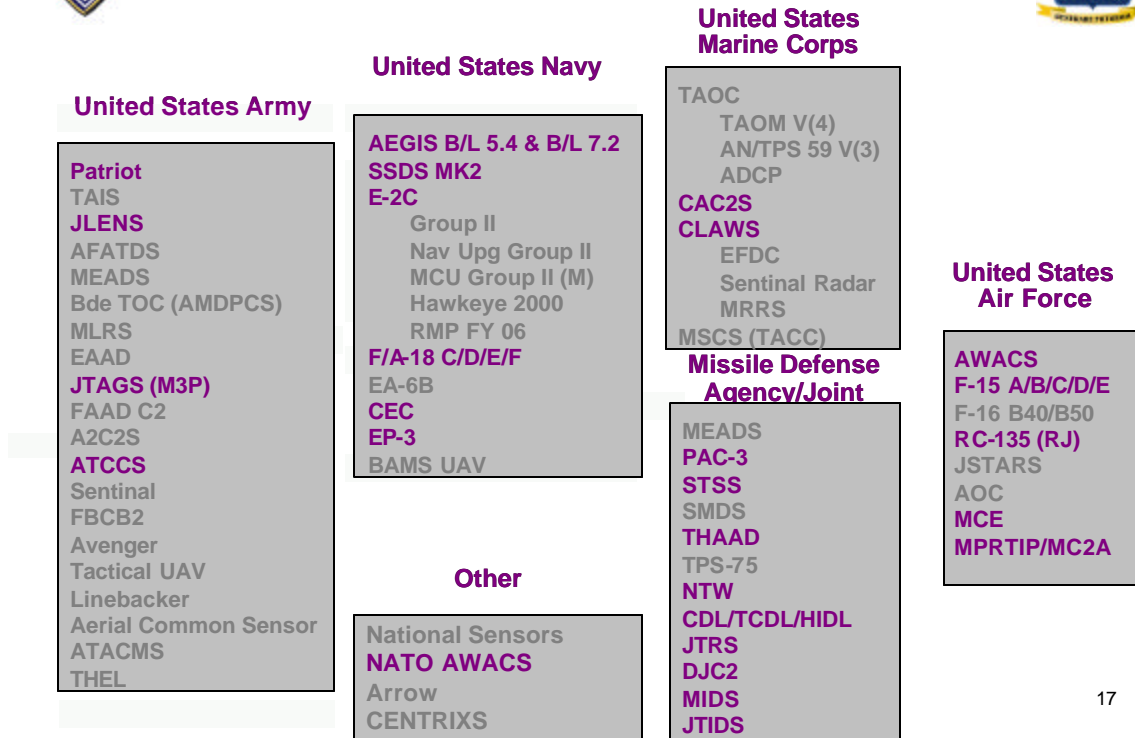 United States Army
Patriot
TAIS
JLENS
AFATDS
MEADS
Bde TOC (AMDPCS)
MLRS
EAAD
JTAGS (M3P)
FAAD C2
A2C2S
ATCCS
Sentinal
FBCB2
Avenger
Tactical UAV
Linebacker
Aerial Common Sensor
ATACMS
THEL
United States Navy
AEGIS B/L 5.4 & B/L 7.2
SSDS MK2
E-2C
Group II
Nav Upg Group II
MCU Group II (M)
Hawkeye 2000
RMP FY 06
F/A-18 C/D/E/F
EA-6B
CEC
EP-3
BAMS UAV
Other
National Sensors
NATO AWACS
Arrow
CENTRIXS
United States
Marine Corps
TAOC
TAOM V(4)
AN/TPS 59 V(3)
ADCP
CAC2S
CLAWS
EFDC
Sentinal Radar
MRRS
MSCS (TACC)
Missile Defense
Agency/Joint
MEADS
PAC-3
STSS
SMDS
THAAD
TPS-75
NTW
CDL/TCDL/HIDL
JTRS
DJC2
MIDS
JTIDS
United States
Air Force
AWACS
F-15 A/B/C/D/E
F-16 B40/B50
RC-135 (RJ)
JSTARS
AOC
MCE
MPRTIP/MC2A
17